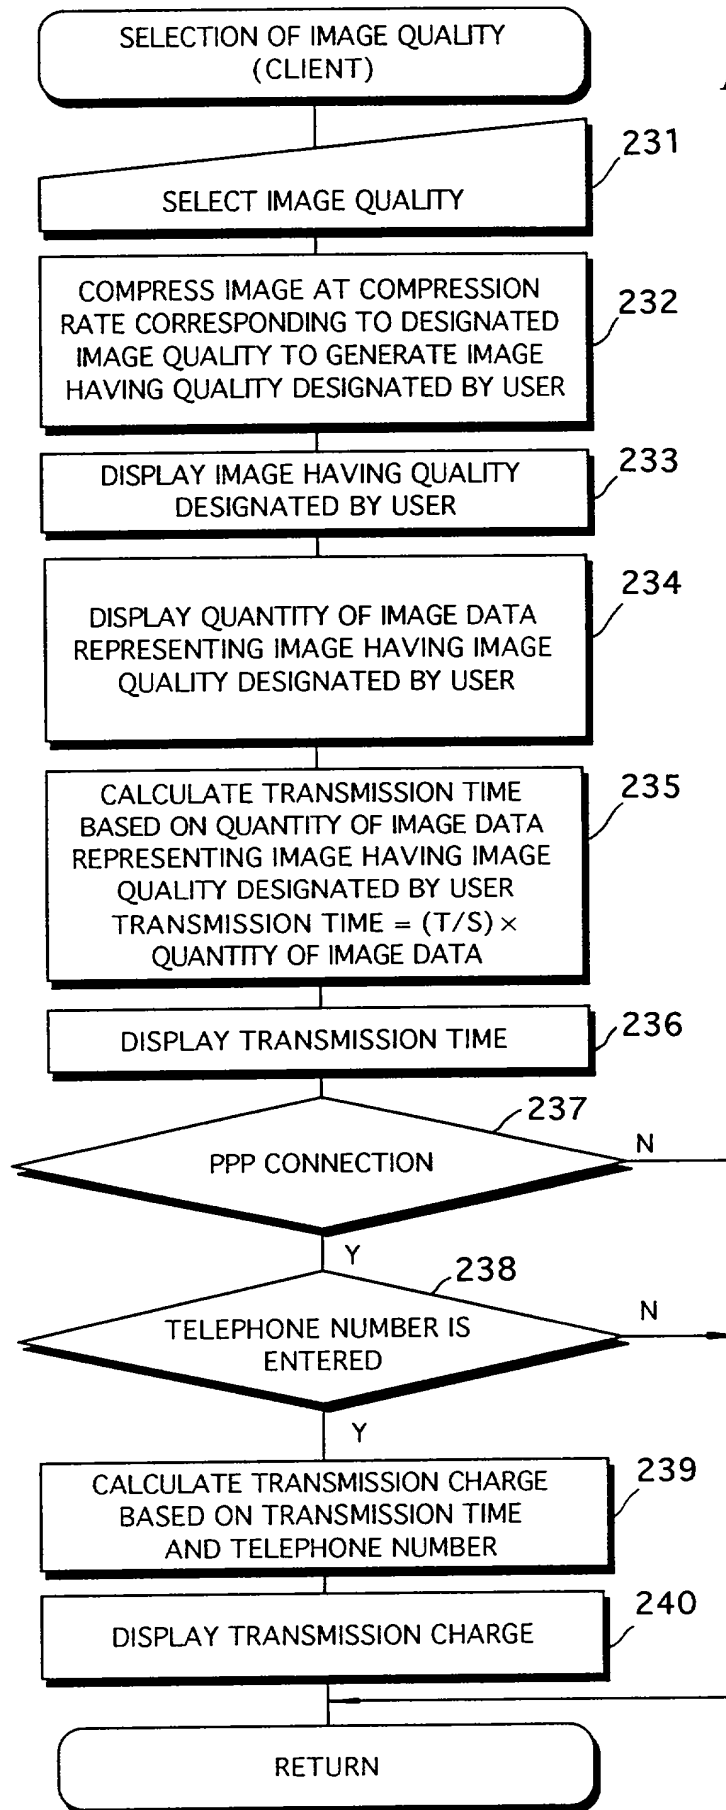 SELECTION OF IMAGE QUALITY
(CLIENT)
231
SELECT IMAGE QUALITY
COMPRESS IMAGE AT COMPRESSION
RATE CORRESPONDING TO DESIGNATED
IMAGE QUALITY TO GENERATE IMAGE
HAVING QUALITY DESIGNATED BY USER
232
DISPLAY IMAGE HAVING QUALITY
DESIGNATED BY USER
233
234
DISPLAY QUANTITY OF IMAGE DATA
REPRESENTING IMAGE HAVING IMAGE
QUALITY DESIGNATED BY USER
CALCULATE TRANSMISSION TIME
BASED ON QUANTITY OF IMAGE DATA
REPRESENTING IMAGE HAVING IMAGE
QUALITY DESIGNATED BY USER
TRANSMISSION TIME = (T/S) ×
QUANTITY OF IMAGE DATA
235
DISPLAY TRANSMISSION TIME
236
237
PPP CONNECTION
N
Y
238
TELEPHONE NUMBER IS
ENTERED
N
Y
CALCULATE TRANSMISSION CHARGE
BASED ON TRANSMISSION TIME
AND TELEPHONE NUMBER
239
DISPLAY TRANSMISSION CHARGE
240
RETURN